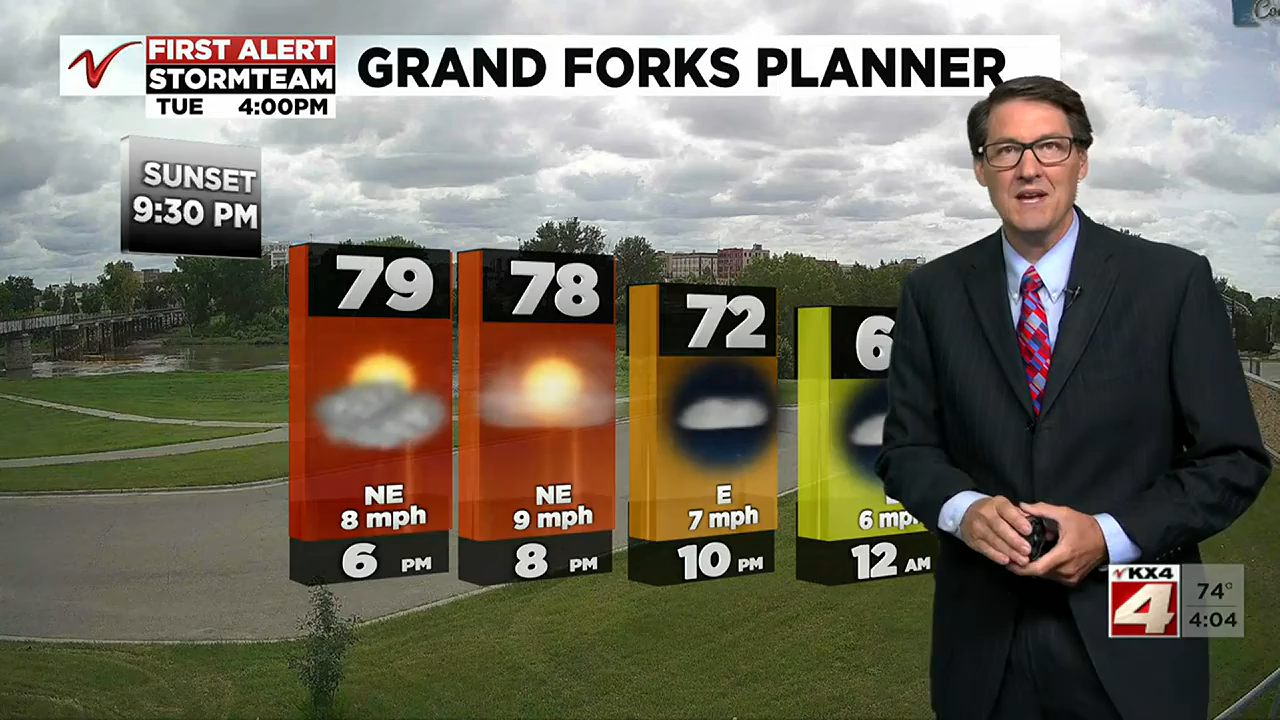 FIRST ALERT
STORMTEAM
TUE 4:00PM
GRAND FORKS PLANNER
SUNSET
9:30 PM
79
NE
8 mph
6 PM
78
NE
9 mph
8 PM
72
E
7 mph
10 PM
6 mph
12 AM
KX4
4
74°
4:04